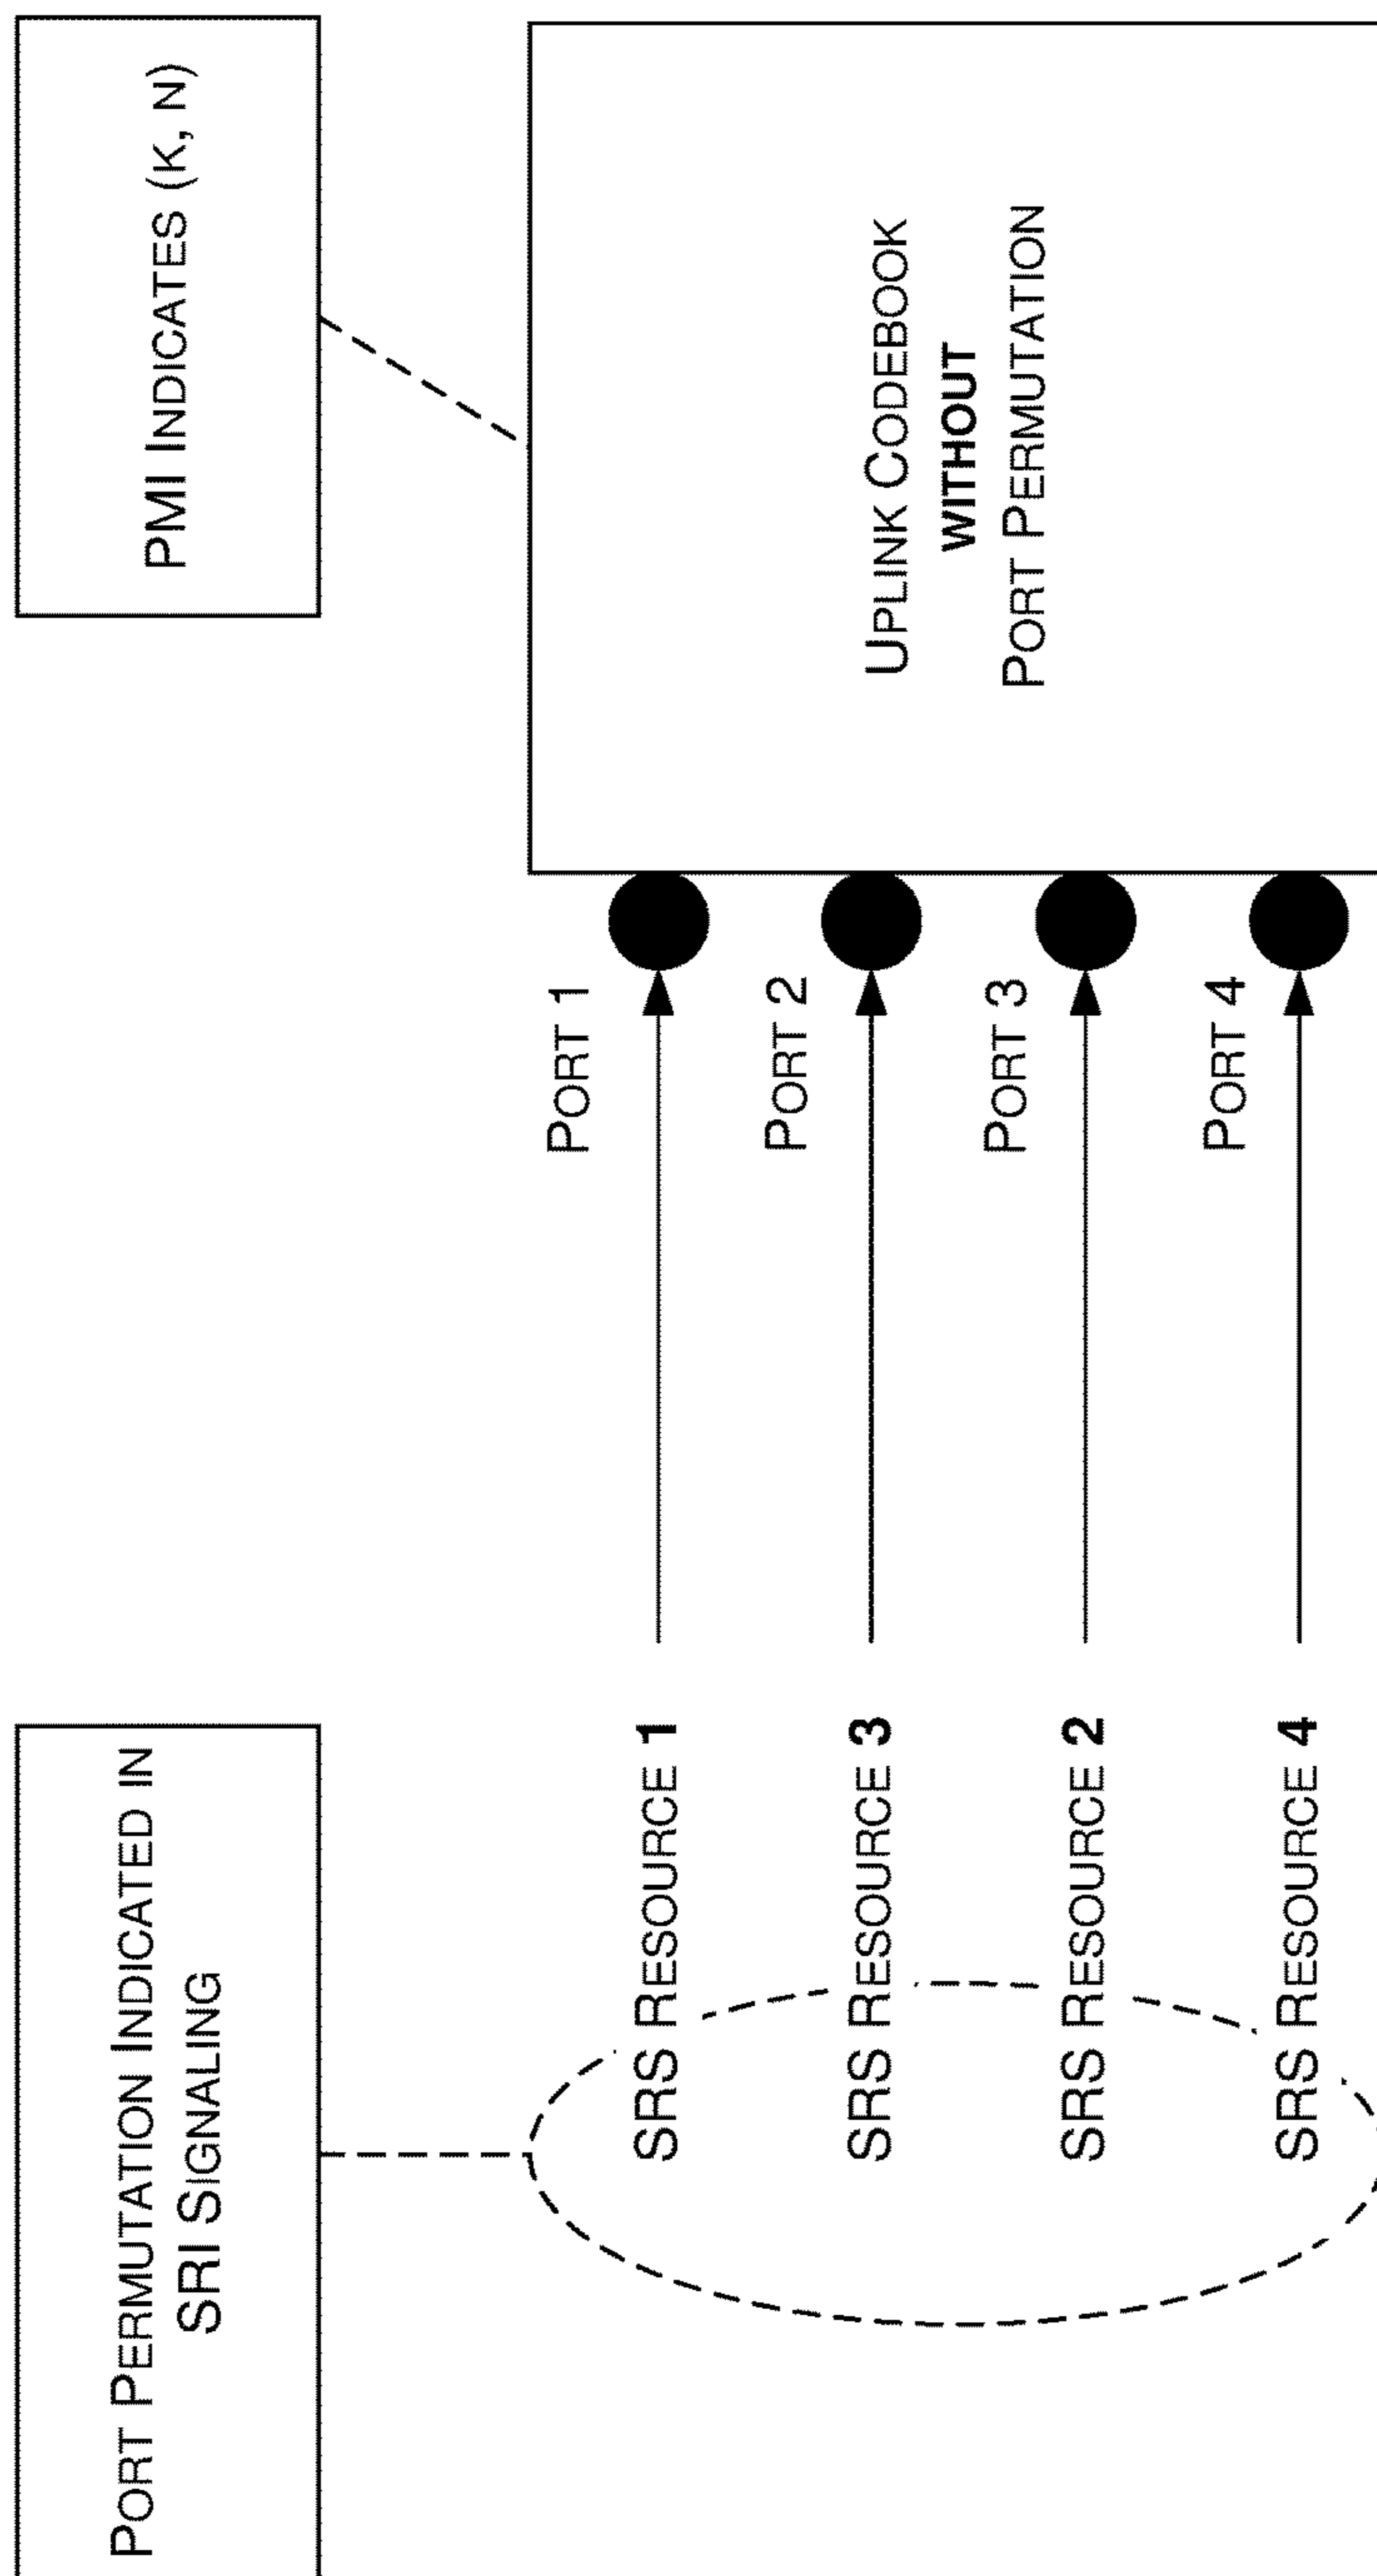 PORT PERMUTATION INDICATED IN
SRI SIGNALING
PMI INDICATES (K, N)
SRS RESOURCE 1
PORT 1
SRS RESOURCE 3
PORT 2
SRS RESOURCE 2
PORT 3
SRS RESOURCE 4
PORT 4
UPLINK CODEBOOK
WITHOUT
PORT PERMUTATION